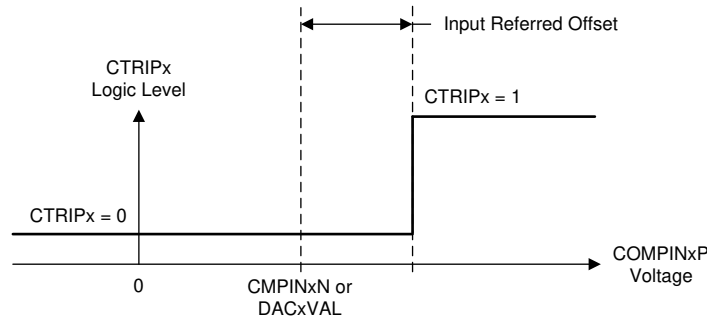 Input Referred Offset
CTRIPx
Logic Level
CTRIPx = 1
CTRIPx = 0
COMPINxP
Voltage
0
CMPINxN or
DACxVAL